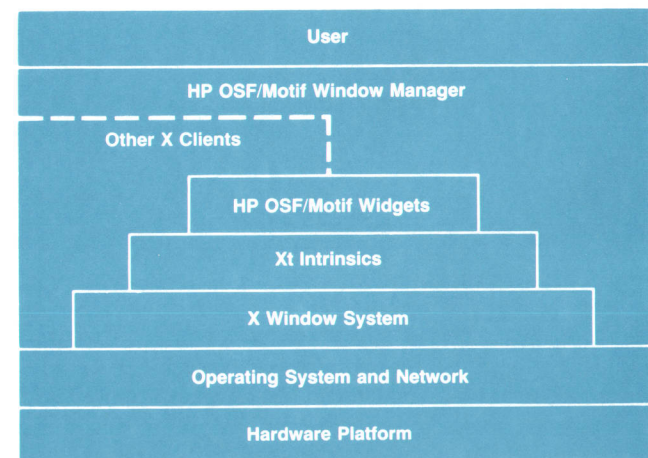 User
HP OSF/Motif Window Manager
Other X Clients
HP OSF/Motif Widgets
Xt Intrinsics
X Window System
Operating System and Network
Hardware Platform